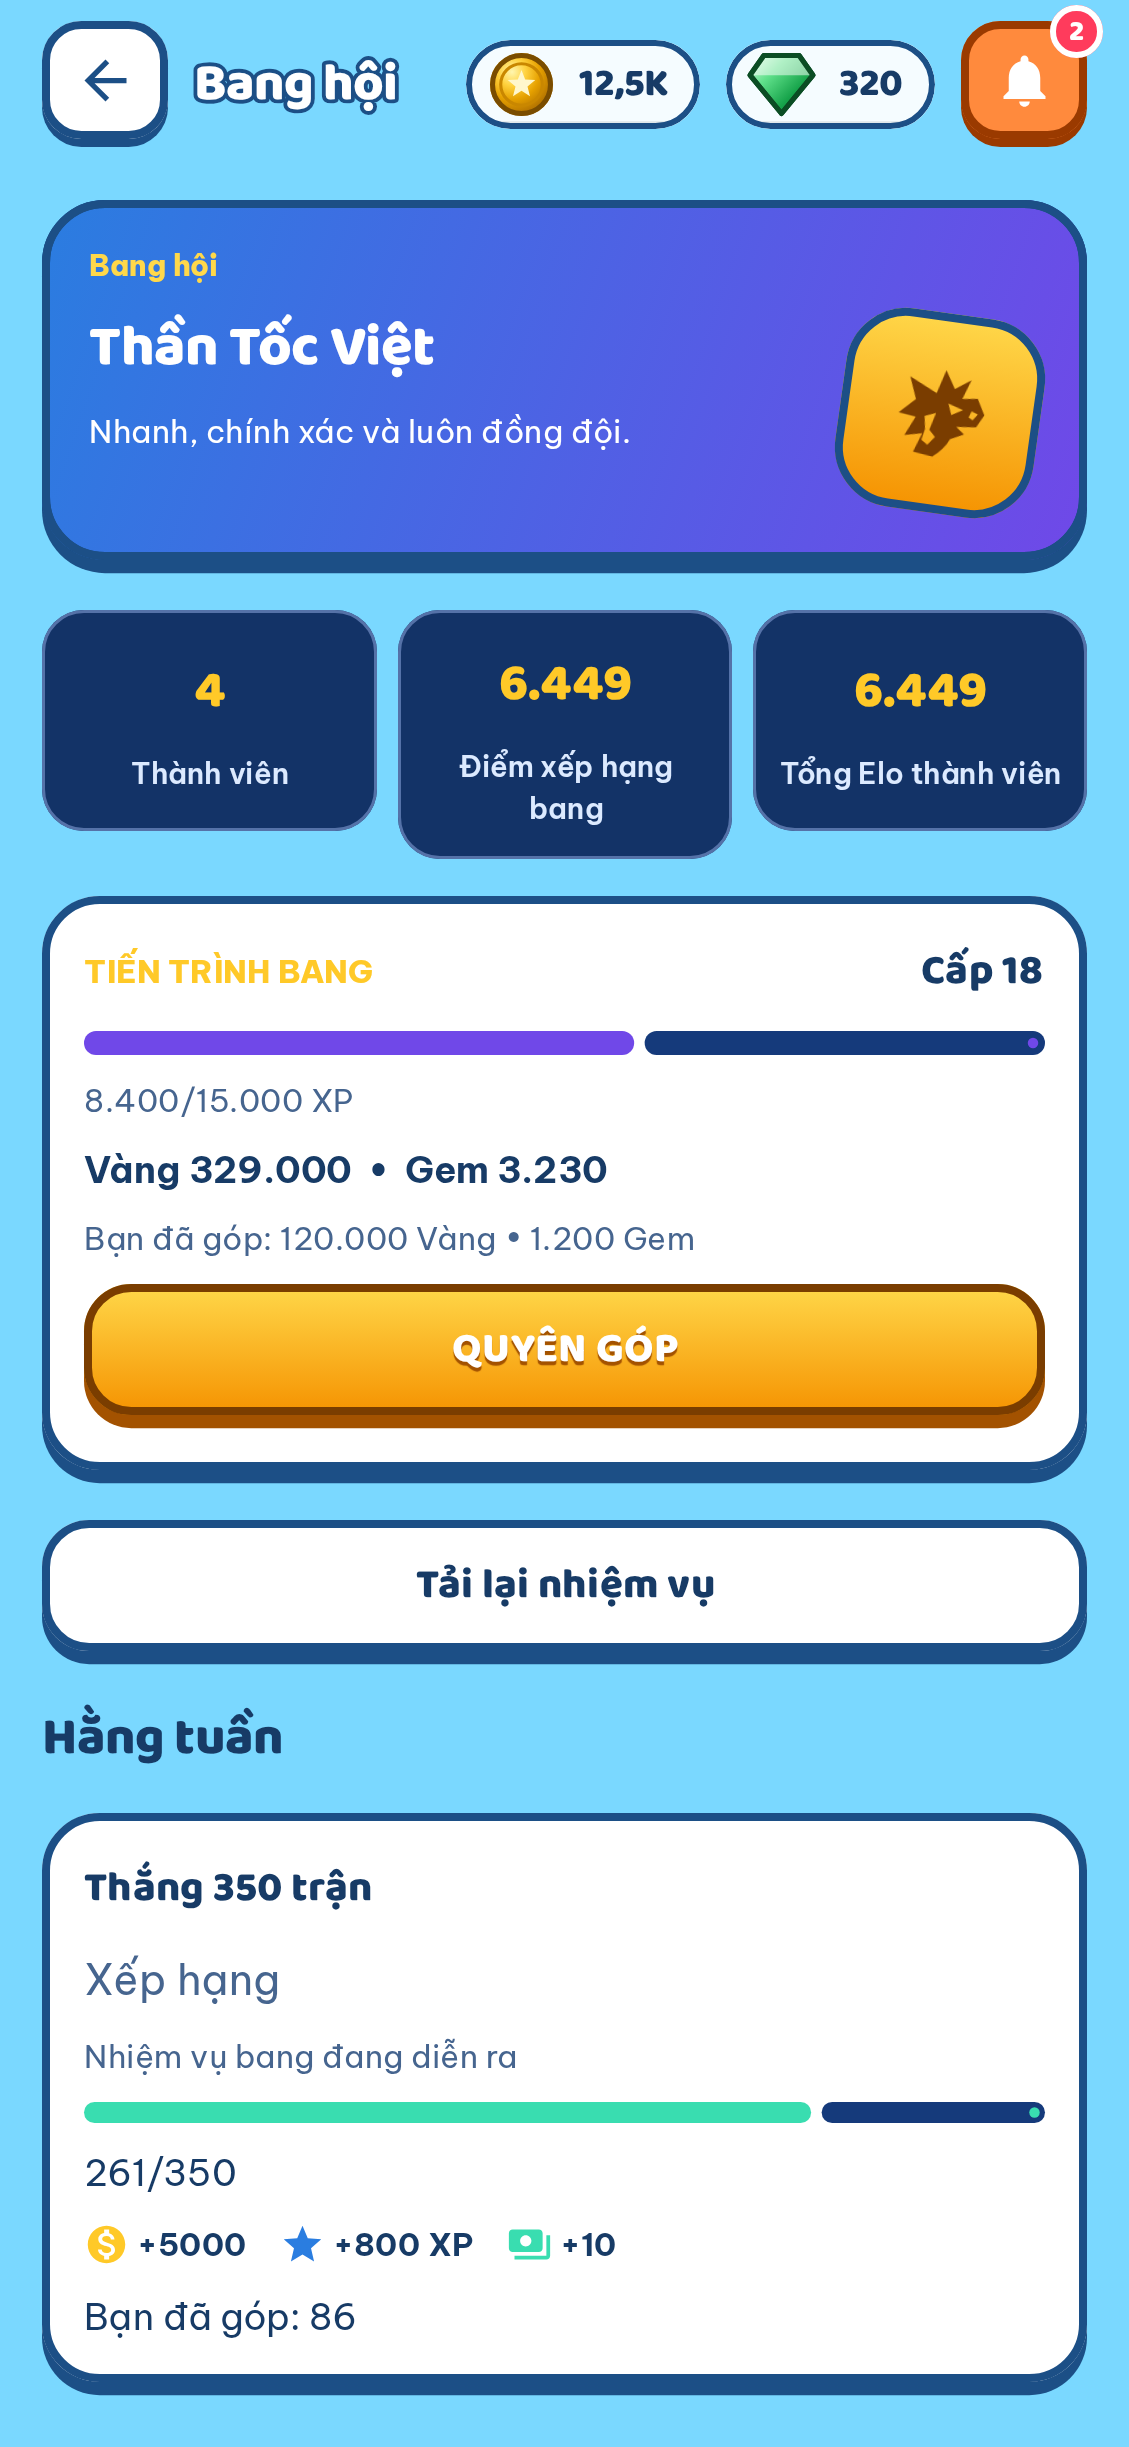 Bang hội
12,5K
320
2
Bang hội
Thần Tốc Việt
Nhanh, chính xác và luôn đồng đội.
4
Thành viên
6.449
Điểm xếp hạng
bang
6.449
Tổng Elo thành viên
TIẾN TRÌNH BANG
Cấp 18
8.400/15.000 XP
Vàng 329.000 • Gem 3.230
Bạn đã góp: 120.000 Vàng • 1.200 Gem
QUYÊN GÓP
Tải lại nhiệm vụ
Hằng tuần
Thắng 350 trận
Xếp hạng
Nhiệm vụ bang đang diễn ra
261/350
+5000 +800 XP +10
Bạn đã góp: 86